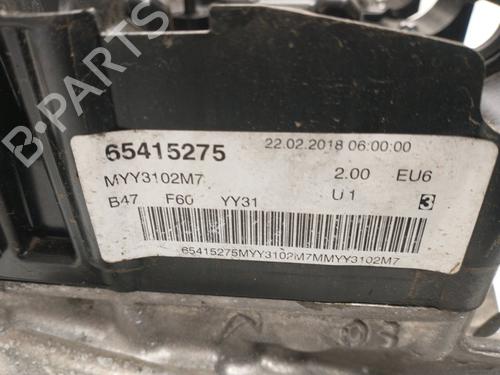 B-PARTS
65415275 22.02.2018 06:00:00
MYY3102M7 2.00 EU6
B47 F60 YY31 U1 3
65415275MYY3102M7MMYY3102M7